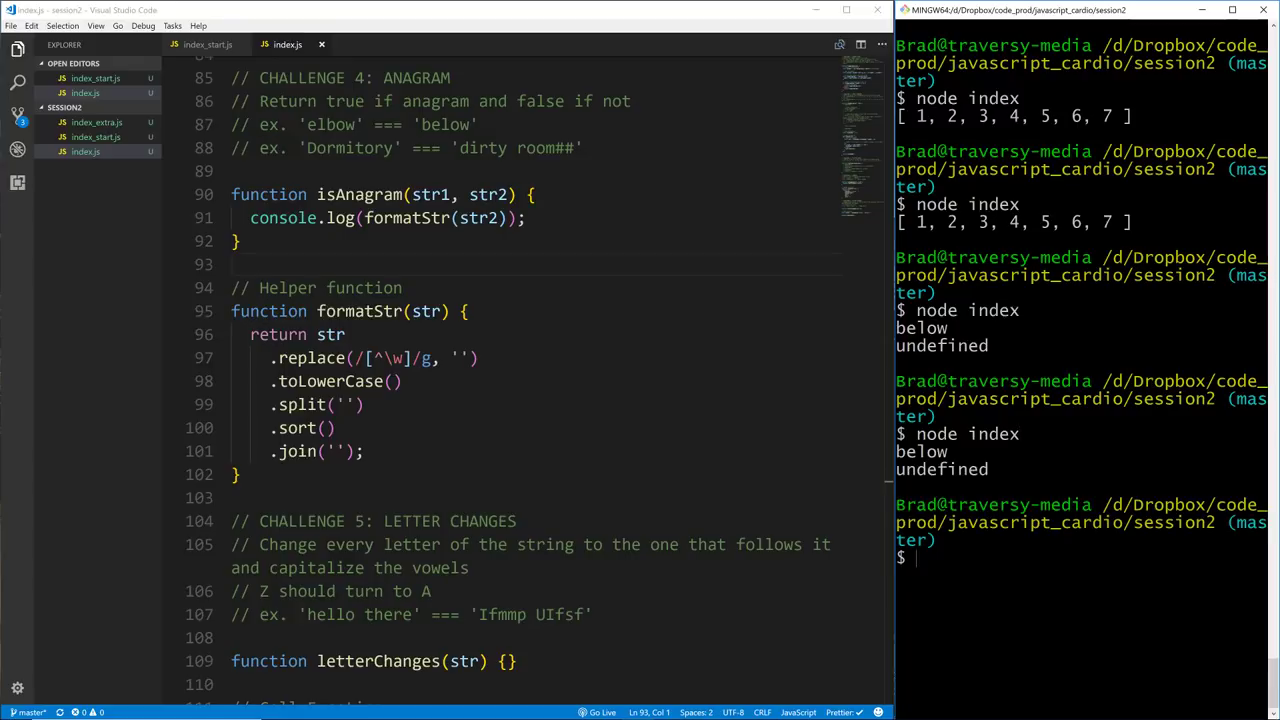 index.js - session2 - Visual Studio Code
File Edit Selection View Go Debug Tasks Help
EXPLORER
OPEN EDITORS
index_start.js U
index.js U
SESSION2
index_extra.js U
index_start.js U
index.js U
3
index_start.js index.js
84
85 // CHALLENGE 4: ANAGRAM
86 // Return true if anagram and false if not
87 // ex. 'elbow' === 'below'
88 // ex. 'Dormitory' === 'dirty room##'
89
90 function isAnagram(str1, str2) {
91 console.log(formatStr(str2));
92 }
93
94 // Helper function
95 function formatStr(str) {
96 return str
97 .replace(/[^\w]/g, '')
98 .toLowerCase()
99 .split('')
100 .sort()
101 .join('');
102 }
103
104 // CHALLENGE 5: LETTER CHANGES
105 // Change every letter of the string to the one that follows it
and capitalize the vowels
106 // Z should turn to A
107 // ex. 'hello there' === 'Ifmmp UIfsf'
108
109 function letterChanges(str) {}
110
// Call Function
master* 0 0 Go Live Ln 93, Col 1 Spaces: 2 UTF-8 CRLF JavaScript Prettier: ✓
MINGW64:/d/Dropbox/code_prod/javascript_cardio/session2
Brad@traversy-media /d/Dropbox/code_
prod/javascript_cardio/session2 (mas
ter)
$ node index
[ 1, 2, 3, 4, 5, 6, 7 ]
Brad@traversy-media /d/Dropbox/code_
prod/javascript_cardio/session2 (mas
ter)
$ node index
[ 1, 2, 3, 4, 5, 6, 7 ]
Brad@traversy-media /d/Dropbox/code_
prod/javascript_cardio/session2 (mas
ter)
$ node index
below
undefined
Brad@traversy-media /d/Dropbox/code_
prod/javascript_cardio/session2 (mas
ter)
$ node index
below
undefined
Brad@traversy-media /d/Dropbox/code_
prod/javascript_cardio/session2 (mas
ter)
$